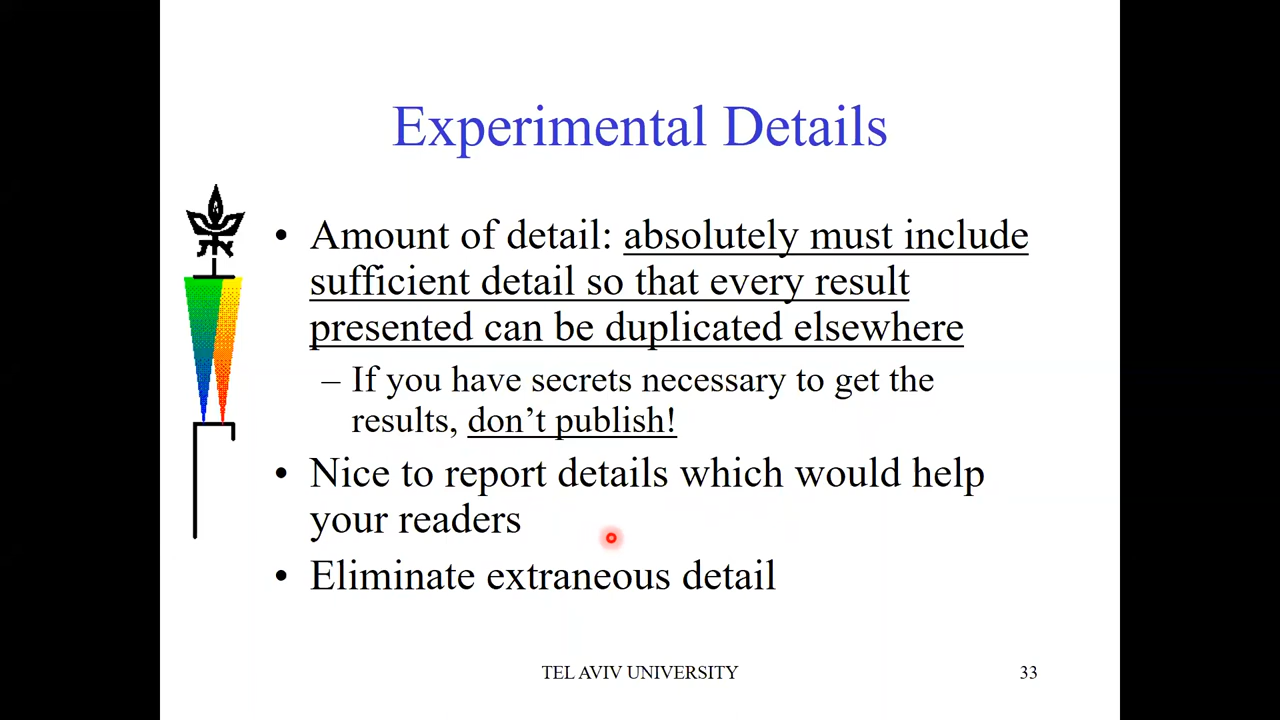 Experimental Details
• Amount of detail: absolutely must include
sufficient detail so that every result
presented can be duplicated elsewhere
– If you have secrets necessary to get the
results, don’t publish!
• Nice to report details which would help
your readers
• Eliminate extraneous detail
TEL AVIV UNIVERSITY
33